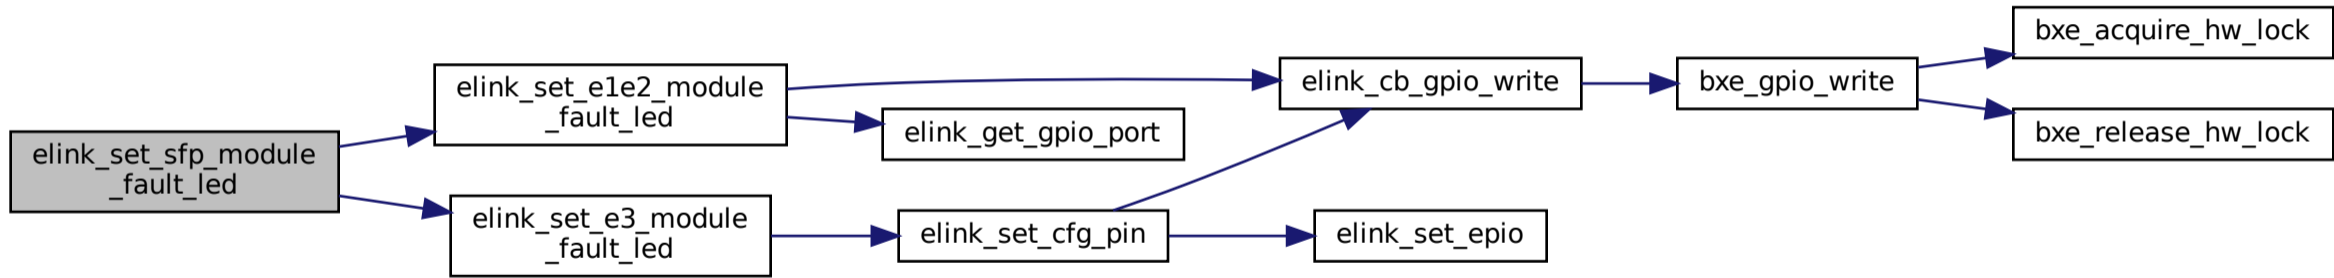 elink_set_sfp_module
_fault_led
elink_set_e1e2_module
_fault_led
elink_set_e3_module
_fault_led
elink_get_gpio_port
elink_set_cfg_pin
elink_cb_gpio_write
elink_set_epio
bxe_gpio_write
bxe_acquire_hw_lock
bxe_release_hw_lock